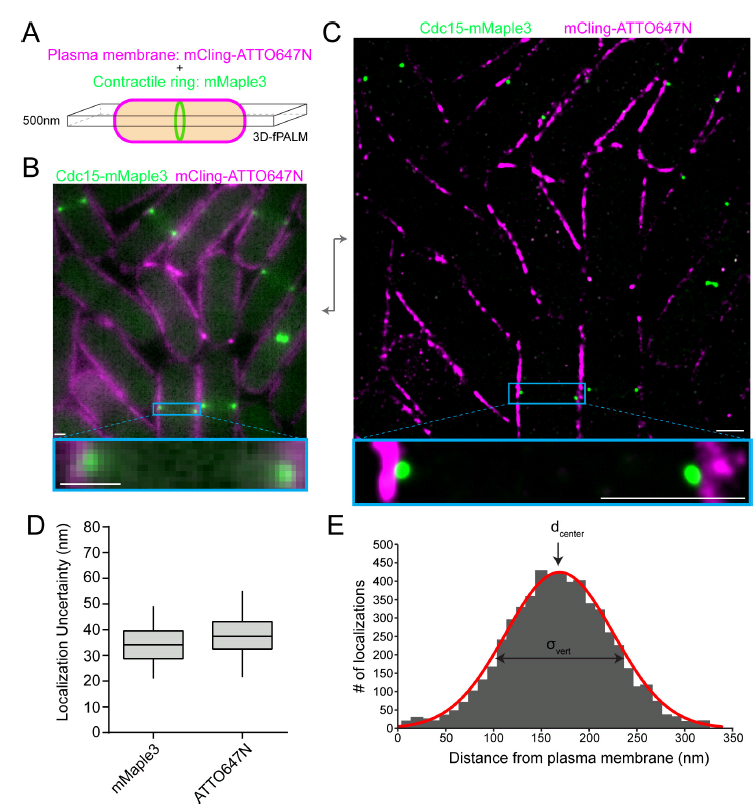 A
Plasma membrane: mCling-ATTO647N
+
Contractile ring: mMaple3
500nm
3D-fPALM
B
Cdc15-mMaple3 mCling-ATTO647N
C
Cdc15-mMaple3 mCling-ATTO647N
D
Localization Uncertainty (nm)
80
70
60
50
40
30
20
10
0
mMaple3
ATTO647N
E
d center
# of localizations
500
450
400
350
300
250
200
150
100
50
0
σ vert
0 50 100 150 200 250 300 350
Distance from plasma membrane (nm)